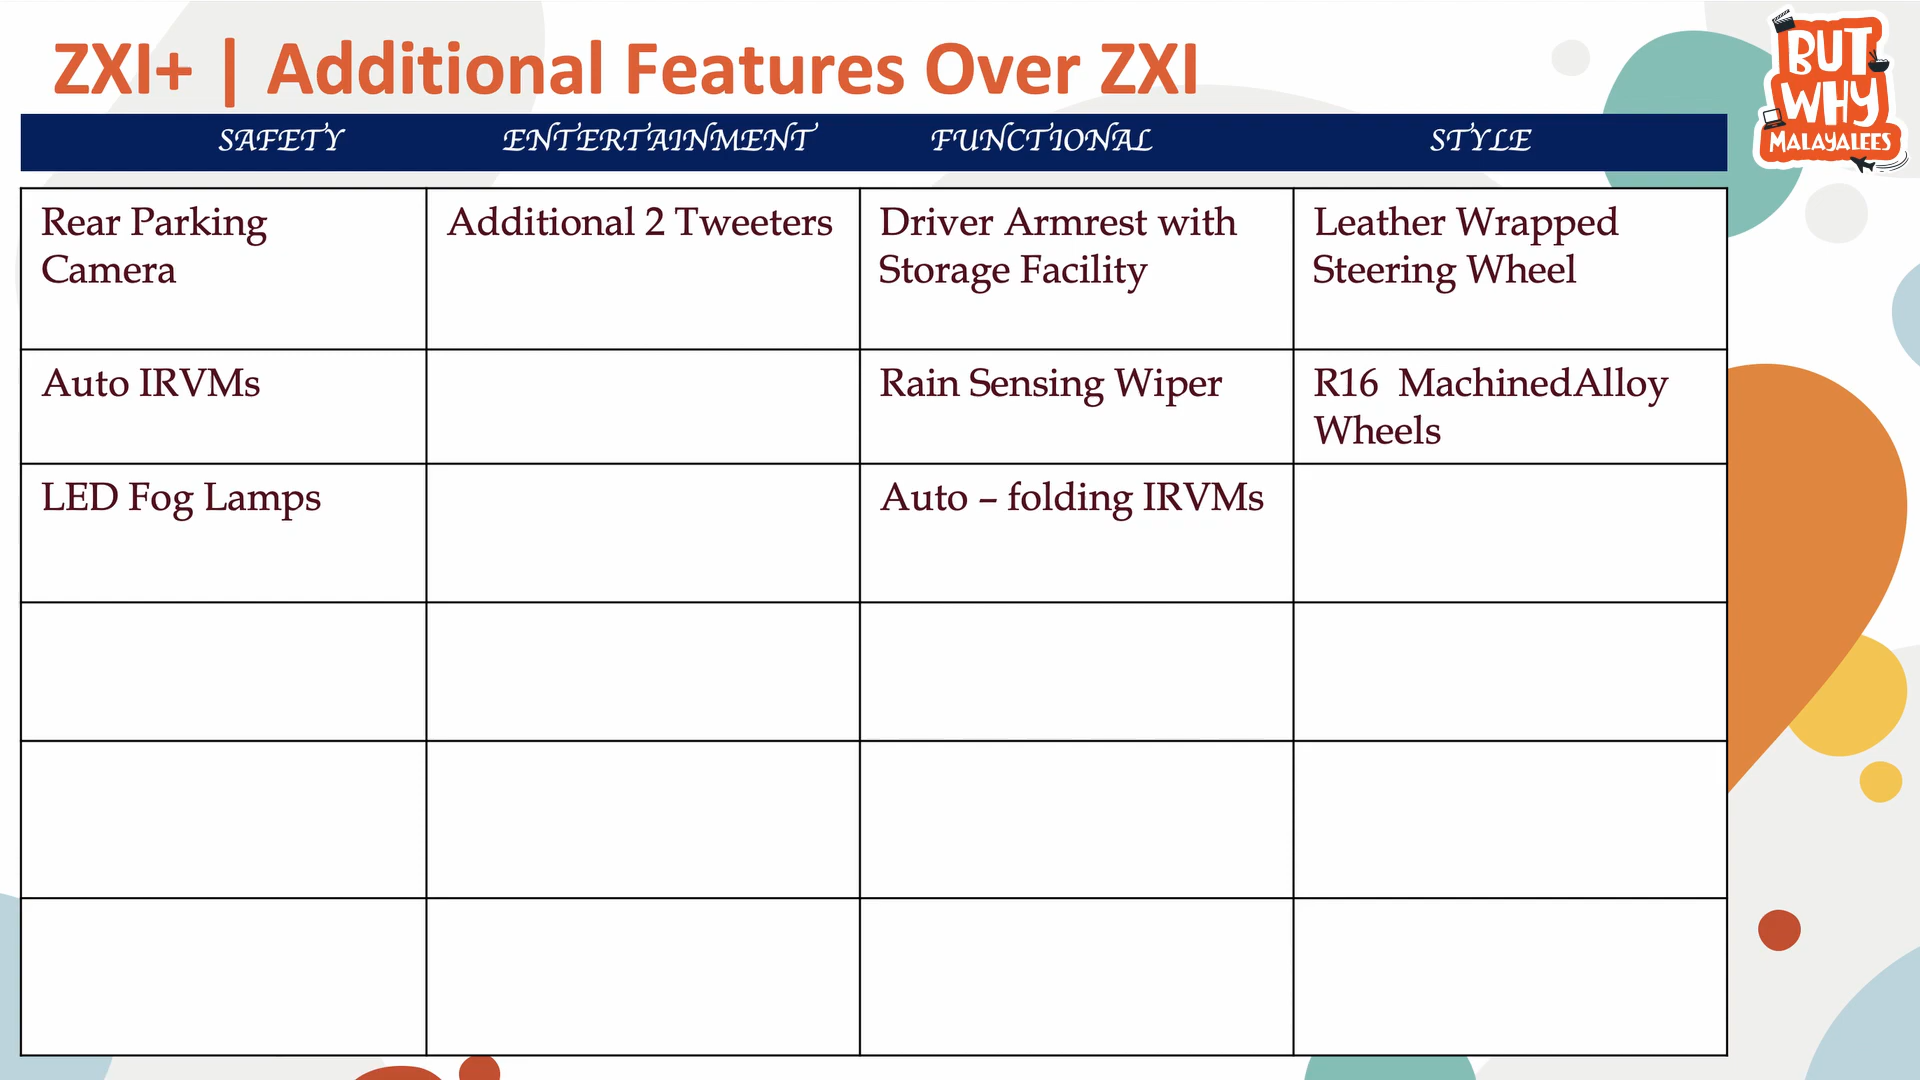 ZXI+ | Additional Features Over ZXI
BUT
WHY
MALAYALEES
SAFETY ENTERTAINMENT FUNCTIONAL STYLE
Rear Parking
Camera
Additional 2 Tweeters
Driver Armrest with
Storage Facility
Leather Wrapped
Steering Wheel
Auto IRVMs
Rain Sensing Wiper
R16 MachinedAlloy
Wheels
LED Fog Lamps
Auto – folding IRVMs